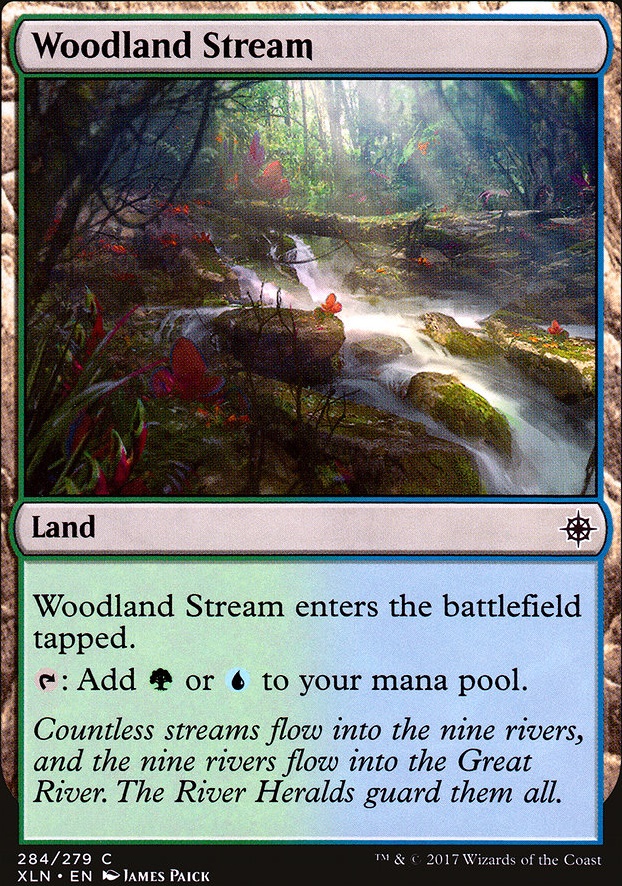 Woodland Stream
Land
Woodland Stream enters the battlefield
tapped.
: Add or to your mana pool.
Countless streams flow into the nine rivers,
and the nine rivers flow into the Great
River. The River Heralds guard them all.
284/279 C
XLN • EN James Paick
™ & © 2017 Wizards of the Coast